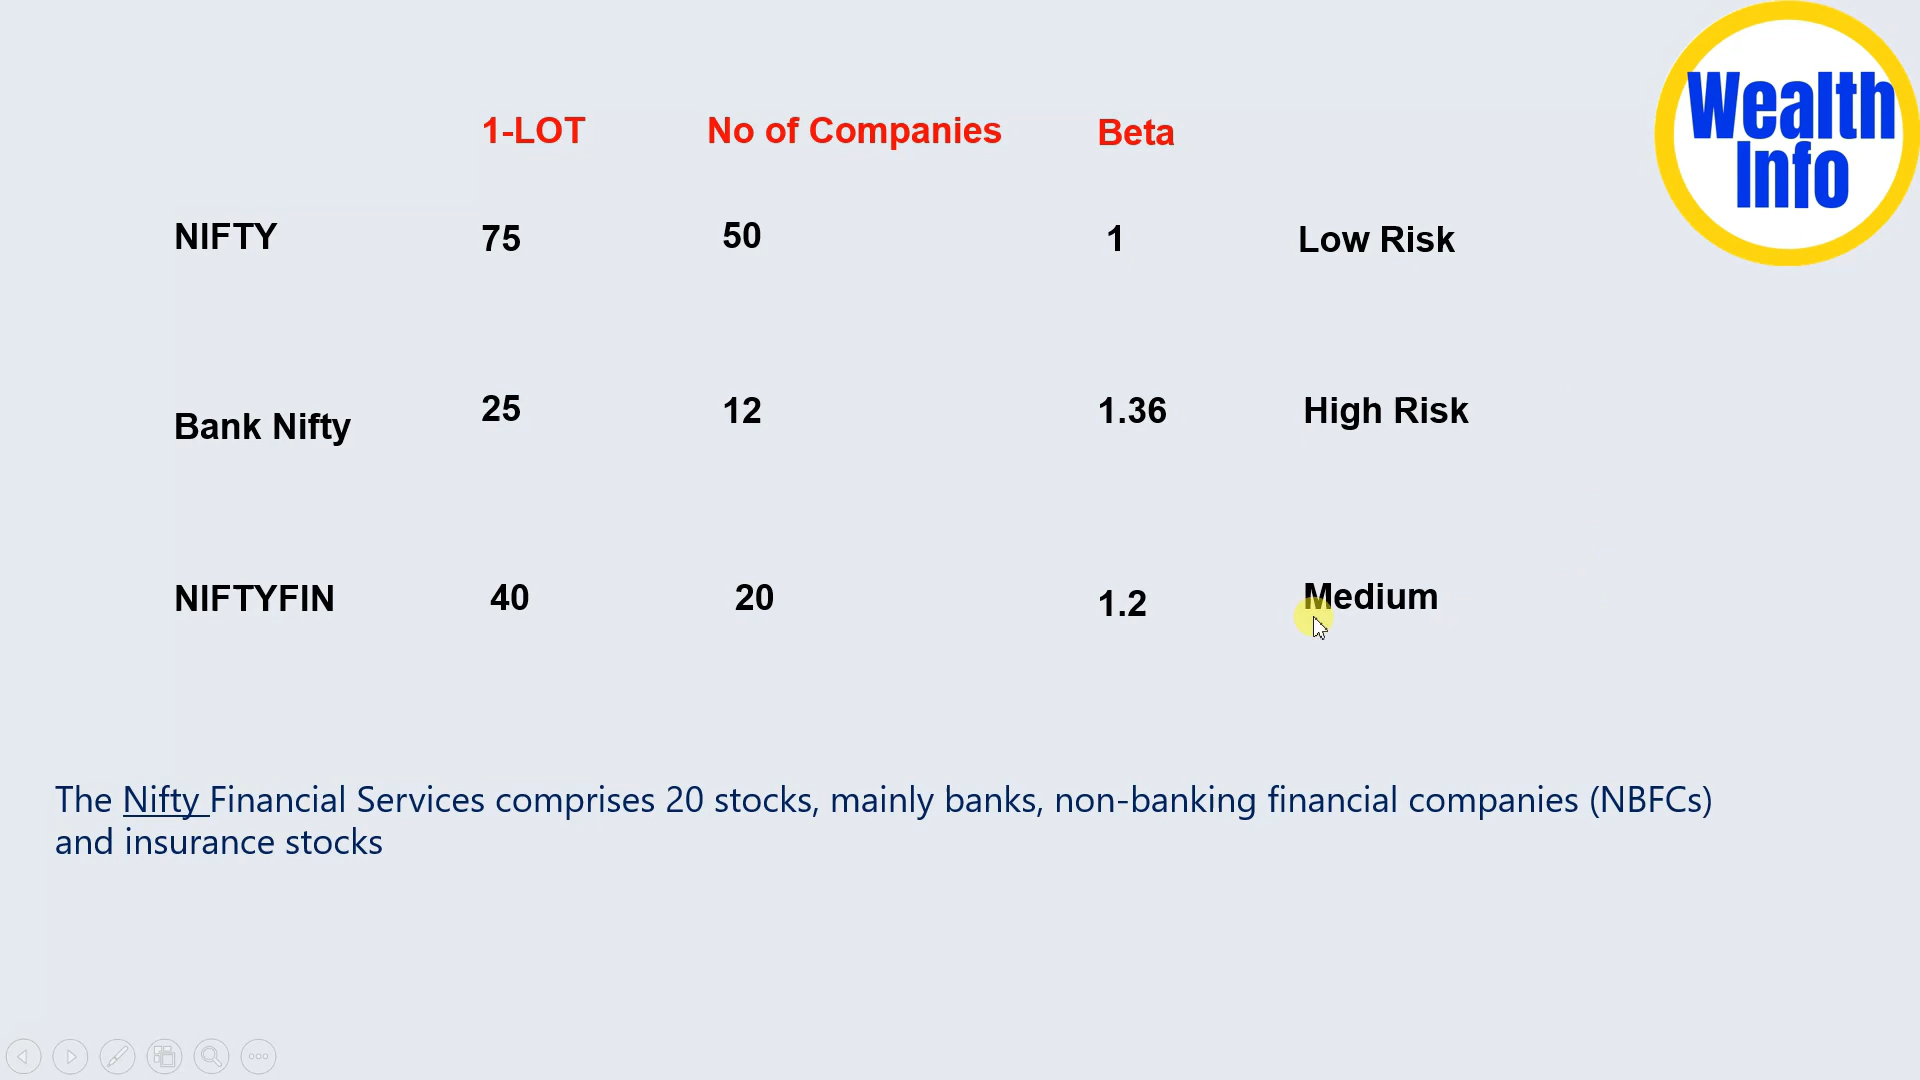 Wealth
Info
1-LOT No of Companies Beta
NIFTY 75 50 1 Low Risk
Bank Nifty 25 12 1.36 High Risk
NIFTYFIN 40 20 1.2 Medium
The Nifty Financial Services comprises 20 stocks, mainly banks, non-banking financial companies (NBFCs)
and insurance stocks